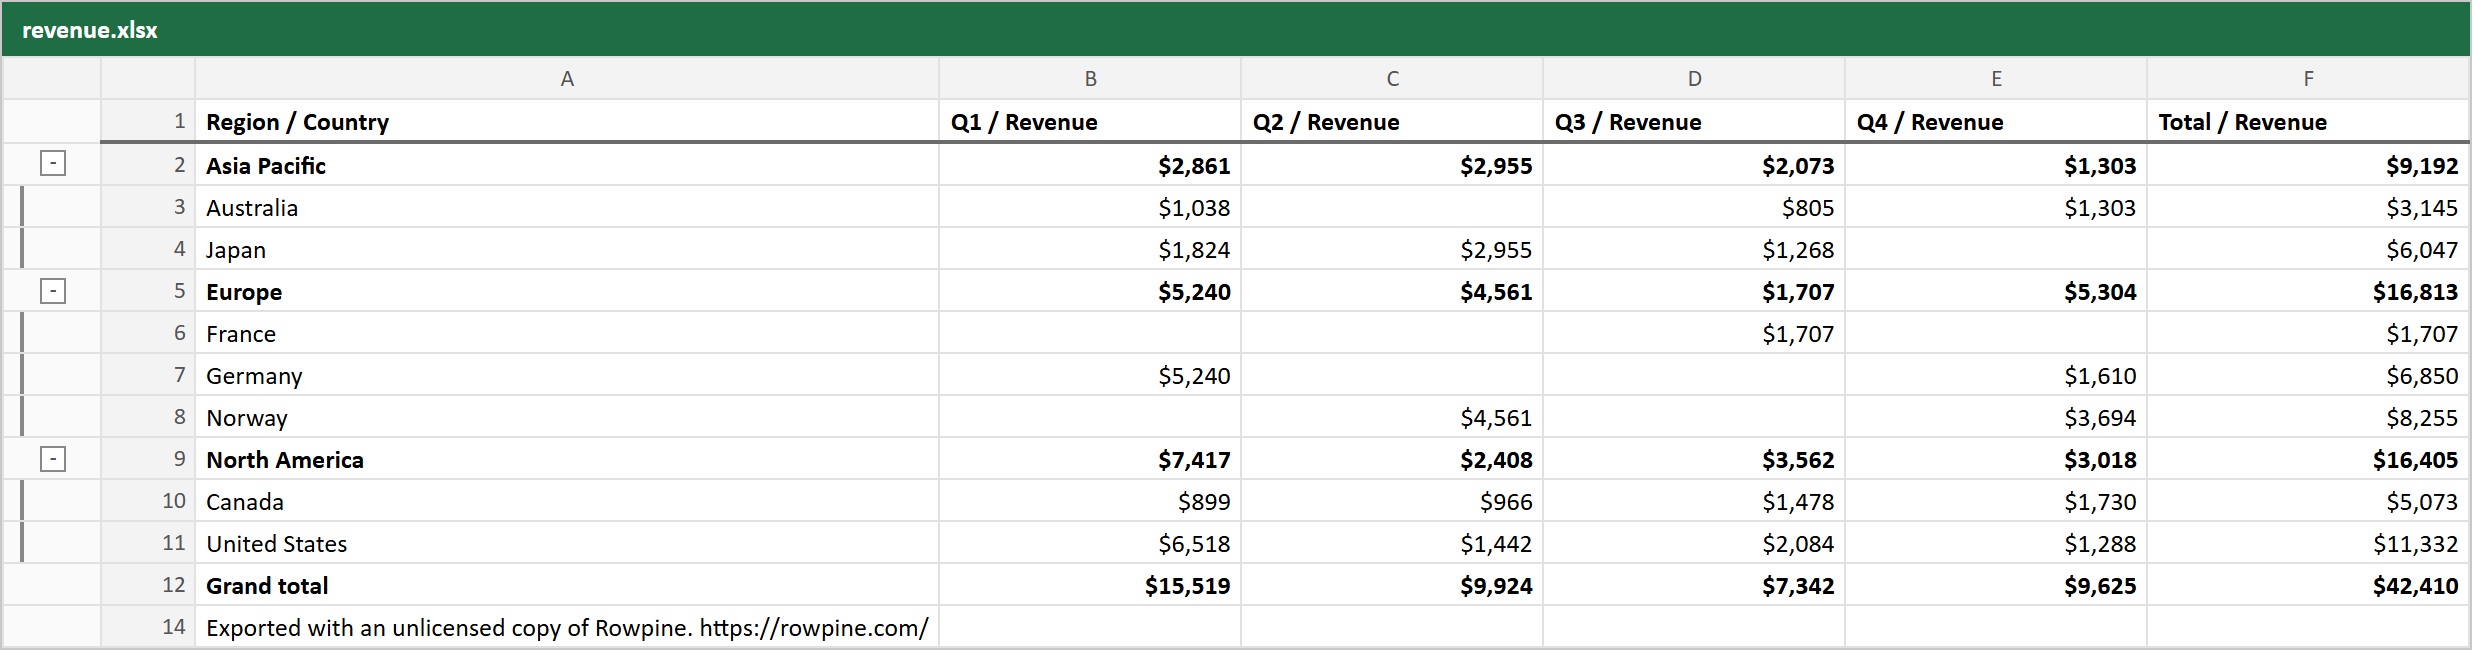 revenue.xlsx
A B C D E F
1 Region / Country Q1 / Revenue Q2 / Revenue Q3 / Revenue Q4 / Revenue Total / Revenue
- 2 Asia Pacific $2,861 $2,955 $2,073 $1,303 $9,192
3 Australia $1,038 $805 $1,303 $3,145
4 Japan $1,824 $2,955 $1,268 $6,047
- 5 Europe $5,240 $4,561 $1,707 $5,304 $16,813
6 France $1,707 $1,707
7 Germany $5,240 $1,610 $6,850
8 Norway $4,561 $3,694 $8,255
- 9 North America $7,417 $2,408 $3,562 $3,018 $16,405
10 Canada $899 $966 $1,478 $1,730 $5,073
11 United States $6,518 $1,442 $2,084 $1,288 $11,332
12 Grand total $15,519 $9,924 $7,342 $9,625 $42,410
14 Exported with an unlicensed copy of Rowpine. https://rowpine.com/